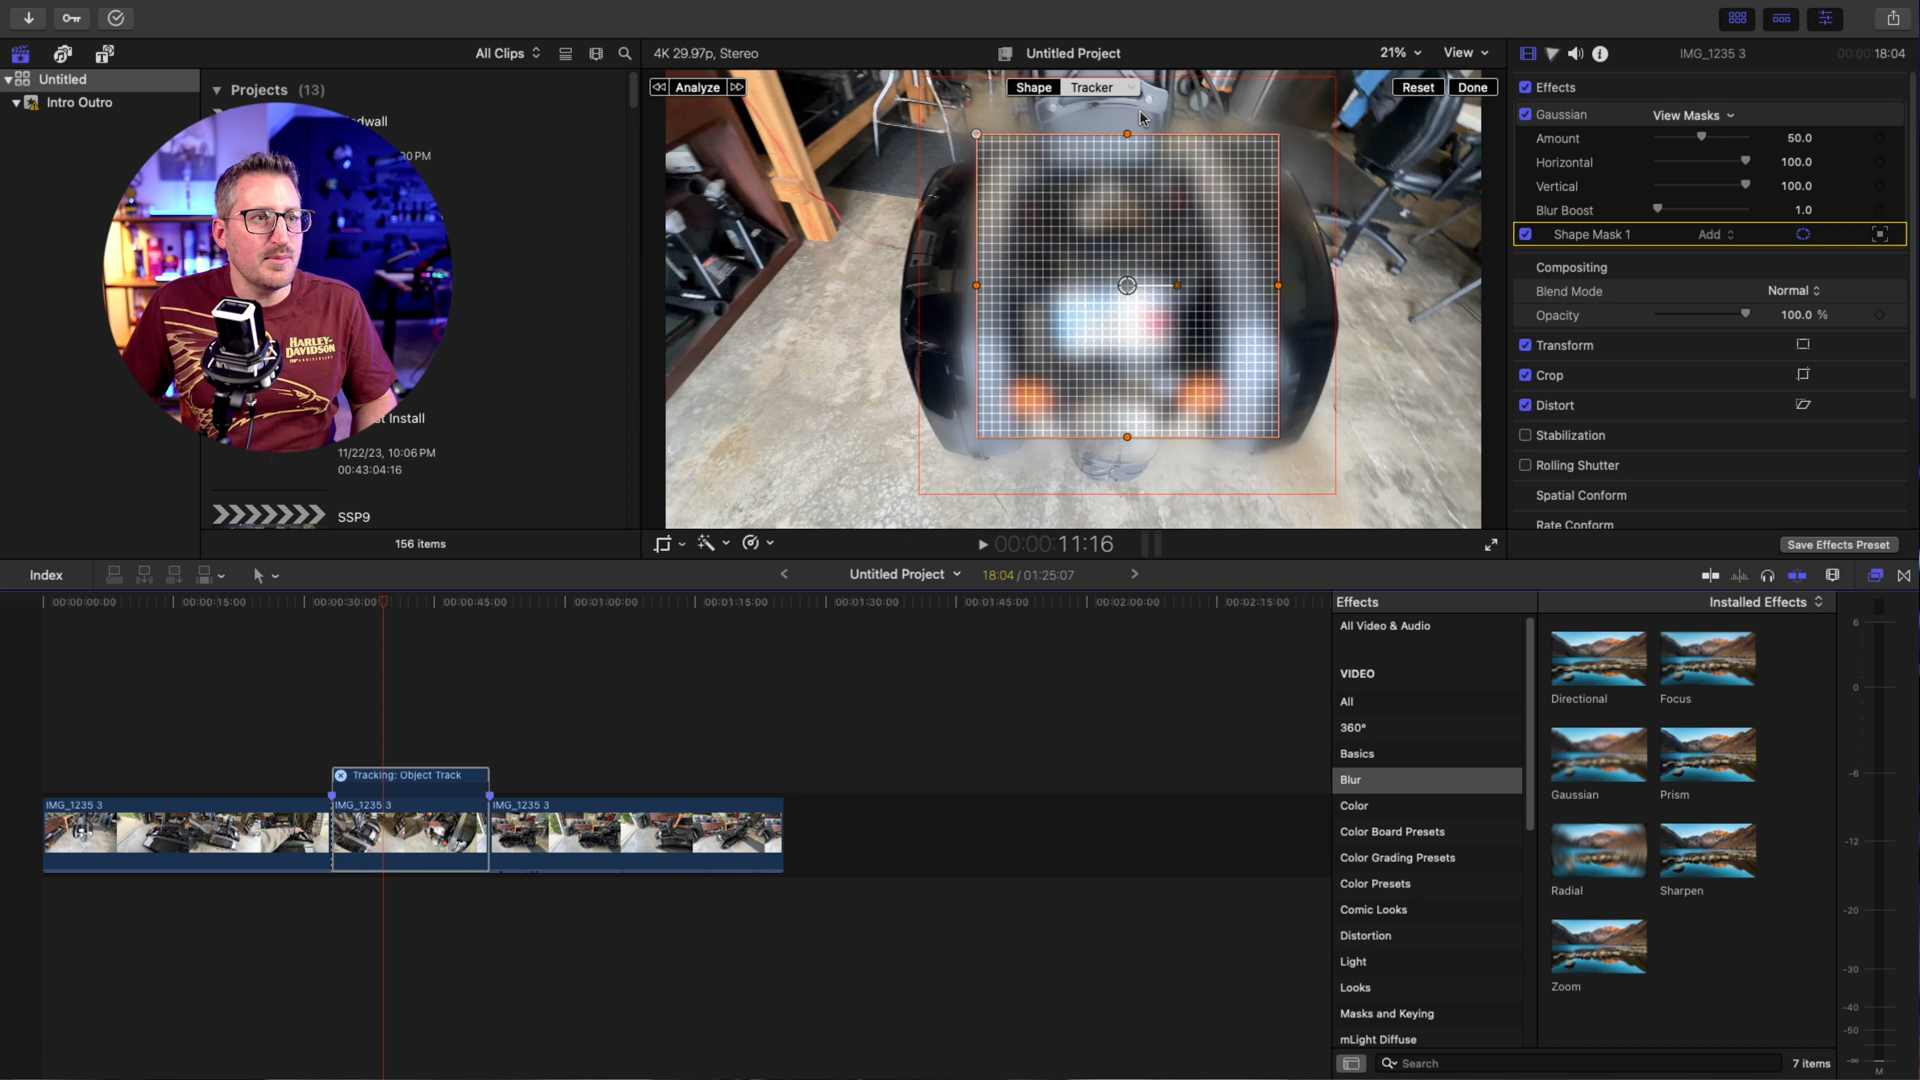 All Clips
4K 29.97p, Stereo
Untitled Project
21%
View
IMG_1235 3
00:00:00:18:04
Untitled
Intro Outro
Projects (13)
00 PM
HARLEY-
DAVIDSON
11/22/23, 10:06 PM
00:43:04:16
SSP9
156 items
Analyze
Shape
Tracker
Reset
Done
00:00:11:16
Effects
Gaussian
View Masks
Amount
50.0
Horizontal
100.0
Vertical
100.0
Blur Boost
1.0
Shape Mask 1
Add
Compositing
Blend Mode
Normal
Opacity
100.0 %
Transform
Crop
Distort
Stabilization
Rolling Shutter
Spatial Conform
Rate Conform
Save Effects Preset
Index
Untitled Project
18:04 / 01:25:07
00:00:00:00
00:00:15:00
00:00:30:00
00:00:45:00
00:01:00:00
00:01:15:00
00:01:30:00
00:01:45:00
00:02:00:00
00:02:15:00
Tracking: Object Track
IMG_1235 3
IMG_1235 3
IMG_1235 3
Effects
Installed Effects
All Video & Audio
VIDEO
All
360°
Basics
Blur
Color
Color Board Presets
Color Grading Presets
Color Presets
Comic Looks
Distortion
Light
Looks
Masks and Keying
mLight Diffuse
Directional
Focus
Gaussian
Prism
Radial
Sharpen
Zoom
Search
7 items
6
0
-6
-12
-20
-30
-40
-50
-∞
M